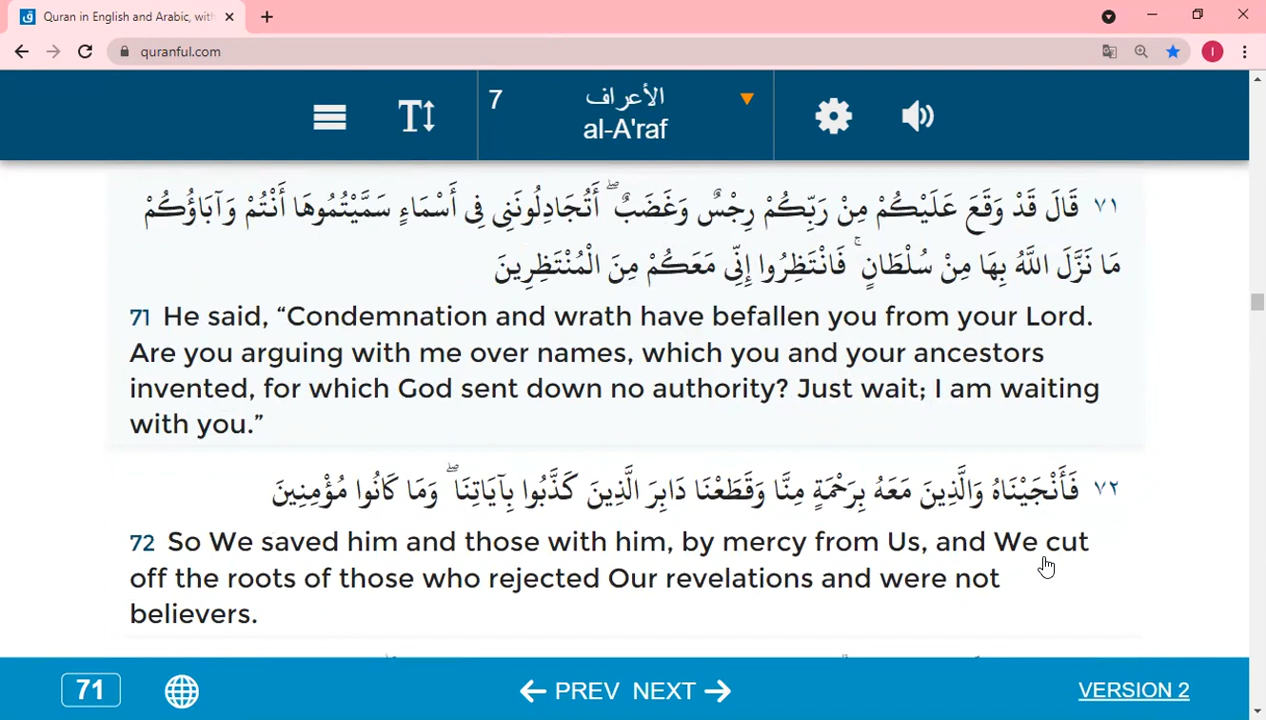 Quran in English and Arabic, with
quranful.com
7
الأعراف
al-A'raf
٧١ قَالَ قَدْ وَقَعَ عَلَيْكُمْ مِنْ رَبِّكُمْ رِجْسٌ وَغَضَبٌ ۖ أَتُجَادِلُونَنِى فِى أَسْمَاءٍ سَمَّيْتُمُوهَا أَنْتُمْ وَآبَاؤُكُمْ
مَا نَزَّلَ اللَّهُ بِهَا مِنْ سُلْطَانٍ ۚ فَانْتَظِرُوا إِنِّى مَعَكُمْ مِنَ الْمُنْتَظِرِينَ
71 He said, “Condemnation and wrath have befallen you from your Lord.
Are you arguing with me over names, which you and your ancestors
invented, for which God sent down no authority? Just wait; I am waiting
with you.”
٧٢ فَأَنْجَيْنَاهُ وَالَّذِينَ مَعَهُ بِرَحْمَةٍ مِنَّا وَقَطَعْنَا دَابِرَ الَّذِينَ كَذَّبُوا بِآيَاتِنَا ۖ وَمَا كَانُوا مُؤْمِنِينَ
72 So We saved him and those with him, by mercy from Us, and We cut
off the roots of those who rejected Our revelations and were not
believers.
71
PREV NEXT
VERSION 2